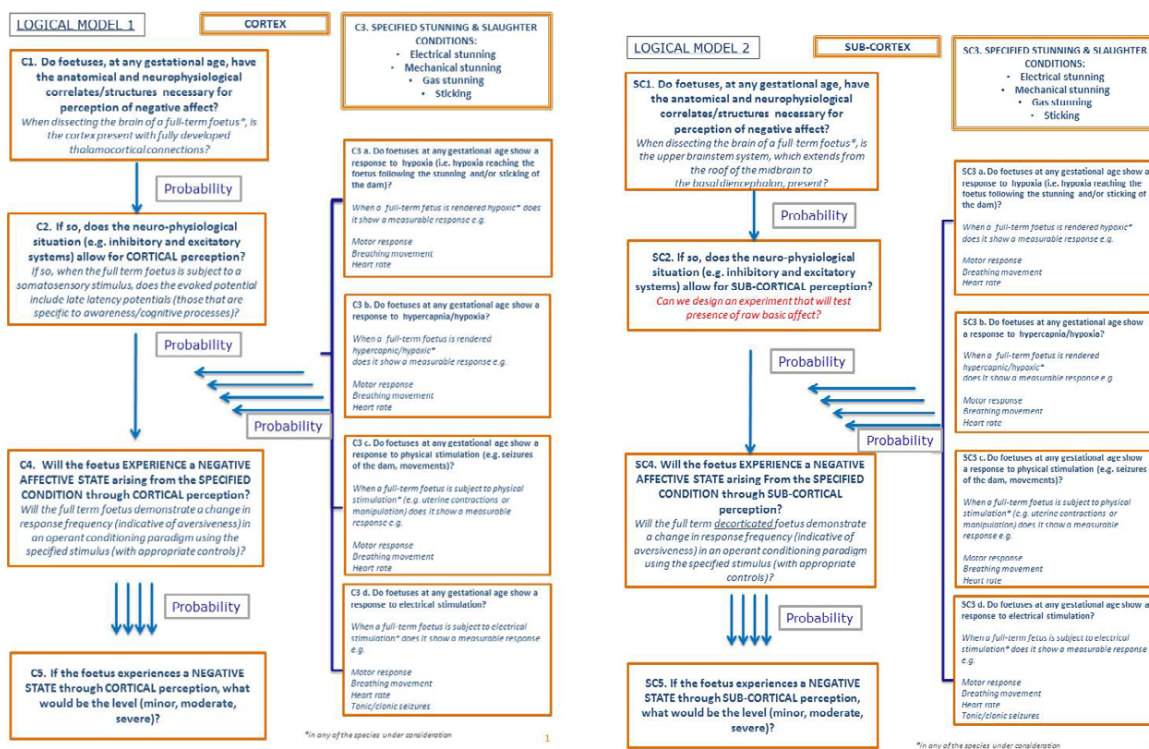 LOGICAL MODEL 1
CORTEX
C3. SPECIFIED STUNNING & SLAUGHTER
CONDITIONS:
• Electrical stunning
• Mechanical stunning
• Gas stunning
• Sticking
C1. Do foetuses, at any gestational age, have
the anatomical and neurophysiological
correlates/structures necessary for
perception of negative affect?
When dissecting the brain of a full-term foetus*, is
the cortex present with fully developed
thalamocortical connections?
Probability
C2. If so, does the neuro-physiological
situation (e.g. inhibitory and excitatory
systems) allow for CORTICAL perception?
If so, when the full term foetus is subject to a
somatosensory stimulus, does the evoked potential
include late latency potentials (those that are
specific to awareness/cognitive processes)?
Probability
Probability
C3 a. Do foetuses at any gestational age show a
response to hypoxia (i.e. hypoxia reaching the
foetus following the stunning and/or sticking of
the dam)?
When a full-term fetus is rendered hypoxic* does
it show a measurable response e.g.
Motor response
Breathing movement
Heart rate
C3 b. Do foetuses at any gestational age show a
response to hypercapnia/hypoxia?
When a full-term foetus is rendered
hypercapnic/hypoxic*
does it show a measurable response e.g.
Motor response
Breathing movement
Heart rate
C3 c. Do foetuses at any gestational age show a
response to physical stimulation (e.g. seizures
of the dam, movements)?
When a full-term foetus is subject to physical
stimulation* (e.g. uterine contractions or
manipulation) does it show a measurable
response e.g.
Motor response
Breathing movement
Heart rate
C3 d. Do foetuses at any gestational age show a
response to electrical stimulation?
When a full-term fetus is subject to electrical
stimulation* does it show a measurable response
e.g.
Motor response
Breathing movement
Heart rate
Tonic/clonic seizures
C4. Will the foetus EXPERIENCE a NEGATIVE
AFFECTIVE STATE arising from the SPECIFIED
CONDITION through CORTICAL perception?
Will the full term foetus demonstrate a change in
response frequency (indicative of aversiveness) in
an operant conditioning paradigm using the
specified stimulus (with appropriate controls)?
Probability
C5. If the foetus experiences a NEGATIVE
STATE through CORTICAL perception, what
would be the level (minor, moderate,
severe)?
*in any of the species under consideration
1
LOGICAL MODEL 2
SUB-CORTEX
SC3. SPECIFIED STUNNING & SLAUGHTER
CONDITIONS:
• Electrical stunning
• Mechanical stunning
• Gas stunning
• Sticking
SC1. Do foetuses, at any gestational age, have
the anatomical and neurophysiological
correlates/structures necessary for
perception of negative affect?
When dissecting the brain of a full-term foetus*, is
the upper brainstem system, which extends from
the roof of the midbrain to
the basal diencephalon, present?
Probability
SC2. If so, does the neuro-physiological
situation (e.g. inhibitory and excitatory
systems) allow for SUB-CORTICAL perception?
Can we design an experiment that will test
presence of raw basic affect?
Probability
Probability
SC3 a. Do foetuses at any gestational age show a
response to hypoxia (i.e. hypoxia reaching the
foetus following the stunning and/or sticking of
the dam)?
When a full-term foetus is rendered hypoxic*
does it show a measurable response e.g.
Motor response
Breathing movement
Heart rate
SC3 b. Do foetuses at any gestational age show
a response to hypercapnia/hypoxia?
When a full-term foetus is rendered
hypercapnic/hypoxic*
does it show a measurable response e.g
Motor response
Breathing movement
Heart rate
SC3 c. Do foetuses at any gestational age show
a response to physical stimulation (e.g. seizures
of the dam, movements)?
When a full-term foetus is subject to physical
stimulation* (e.g. uterine contractions or
manipulation) does it show a measurable
response e.g.
Motor response
Breathing movement
Heart rate
SC3 d. Do foetuses at any gestational age show a
response to electrical stimulation?
When a full-term fetus is subject to electrical
stimulation* does it show a measurable response
e.g.
Motor response
Breathing movement
Heart rate
Tonic/clonic seizures
SC4. Will the foetus EXPERIENCE a NEGATIVE
AFFECTIVE STATE arising From the SPECIFIED
CONDITION through SUB-CORTICAL
perception?
Will the full term decorticated foetus demonstrate
a change in response frequency (indicative of
aversiveness) in an operant conditioning paradigm
using the specified stimulus (with appropriate
controls)?
Probability
SC5. If the foetus experiences a NEGATIVE
STATE through SUB-CORTICAL perception,
what would be the level (minor, moderate,
severe)?
*in any of the species under consideration